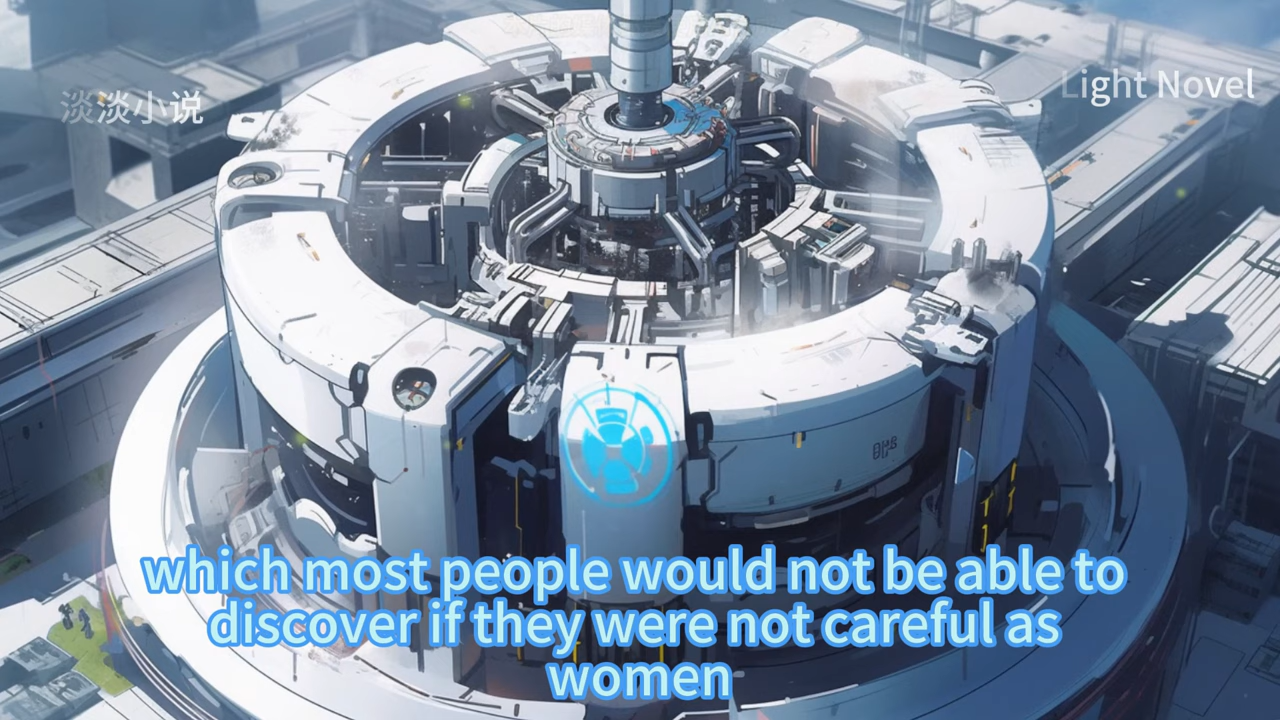 淡淡小说
Light Novel
which most people would not be able to
discover if they were not careful as
women